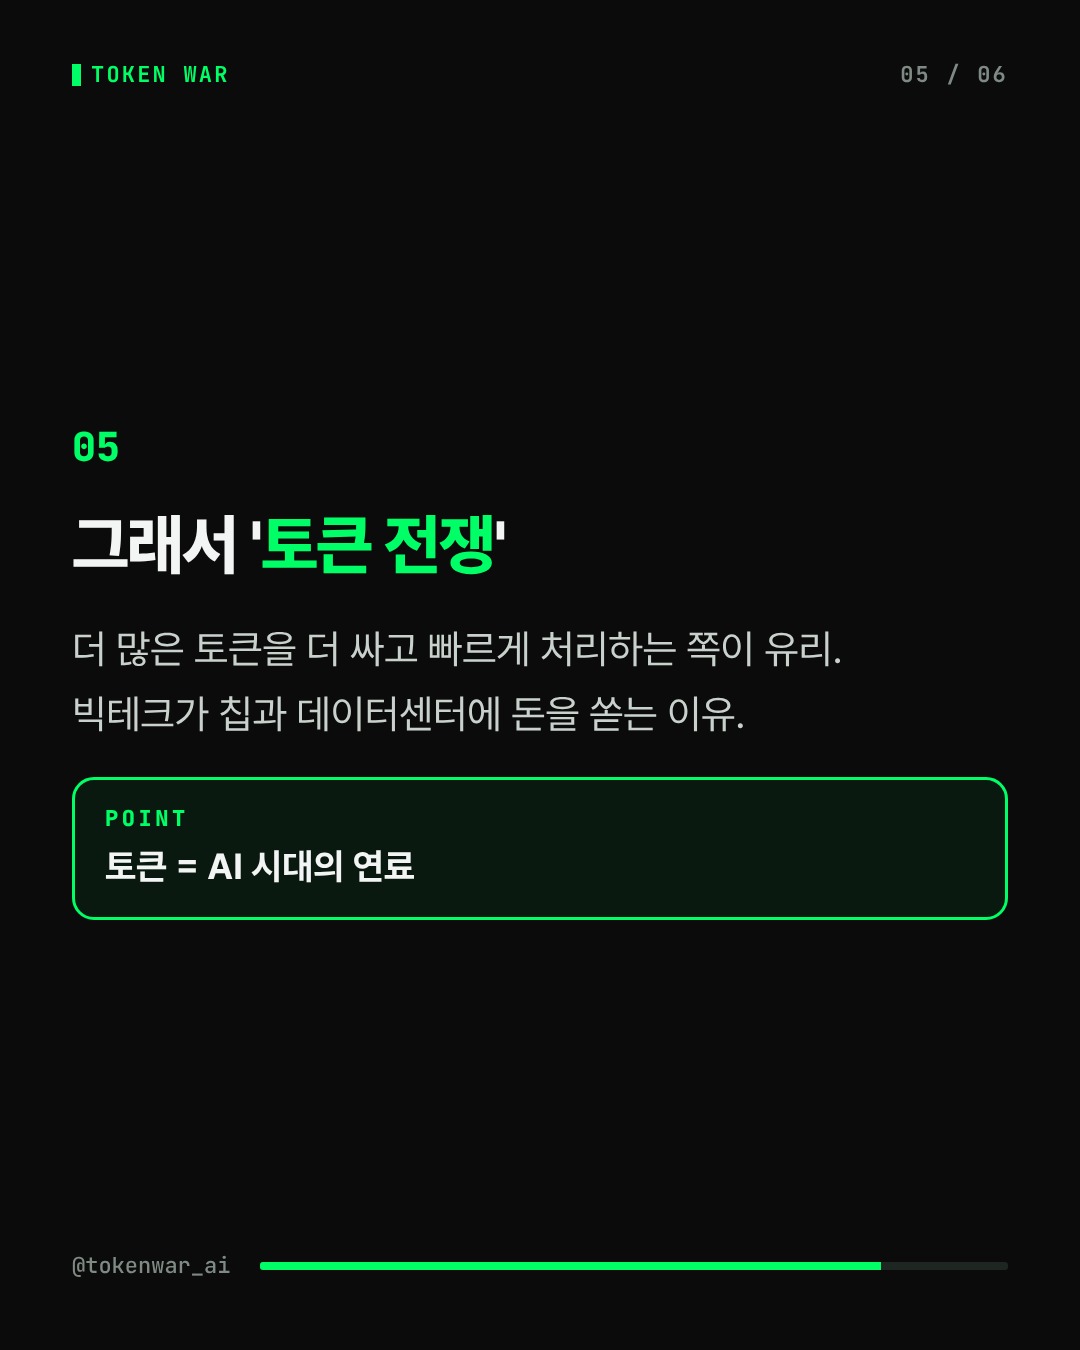 TOKEN WAR
05 / 06
05
그래서 '토큰 전쟁'
더 많은 토큰을 더 싸고 빠르게 처리하는 쪽이 유리.
빅테크가 칩과 데이터센터에 돈을 쏟는 이유.
POINT
토큰 = AI 시대의 연료
@tokenwar_ai